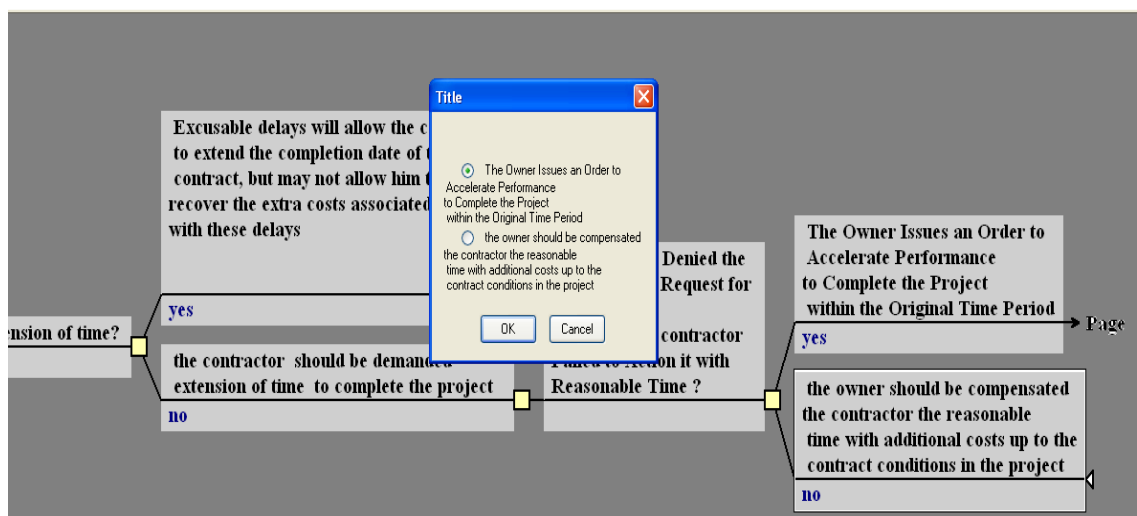 Title
The Owner Issues an Order to
Accelerate Performance
to Complete the Project
within the Original Time Period
the owner should be compensated
the contractor the reasonable
time with additional costs up to the
contract conditions in the project
OK
Cancel
Excusable delays will allow the c
to extend the completion date of
contract, but may not allow him
recover the extra costs associated
with these delays
yes
ension of time?
the contractor should be demanded
extension of time to complete the project
no
Denied the
Request for
contractor
it with
Reasonable Time ?
The Owner Issues an Order to
Accelerate Performance
to Complete the Project
within the Original Time Period
yes
Page
the owner should be compensated
the contractor the reasonable
time with additional costs up to the
contract conditions in the project
no